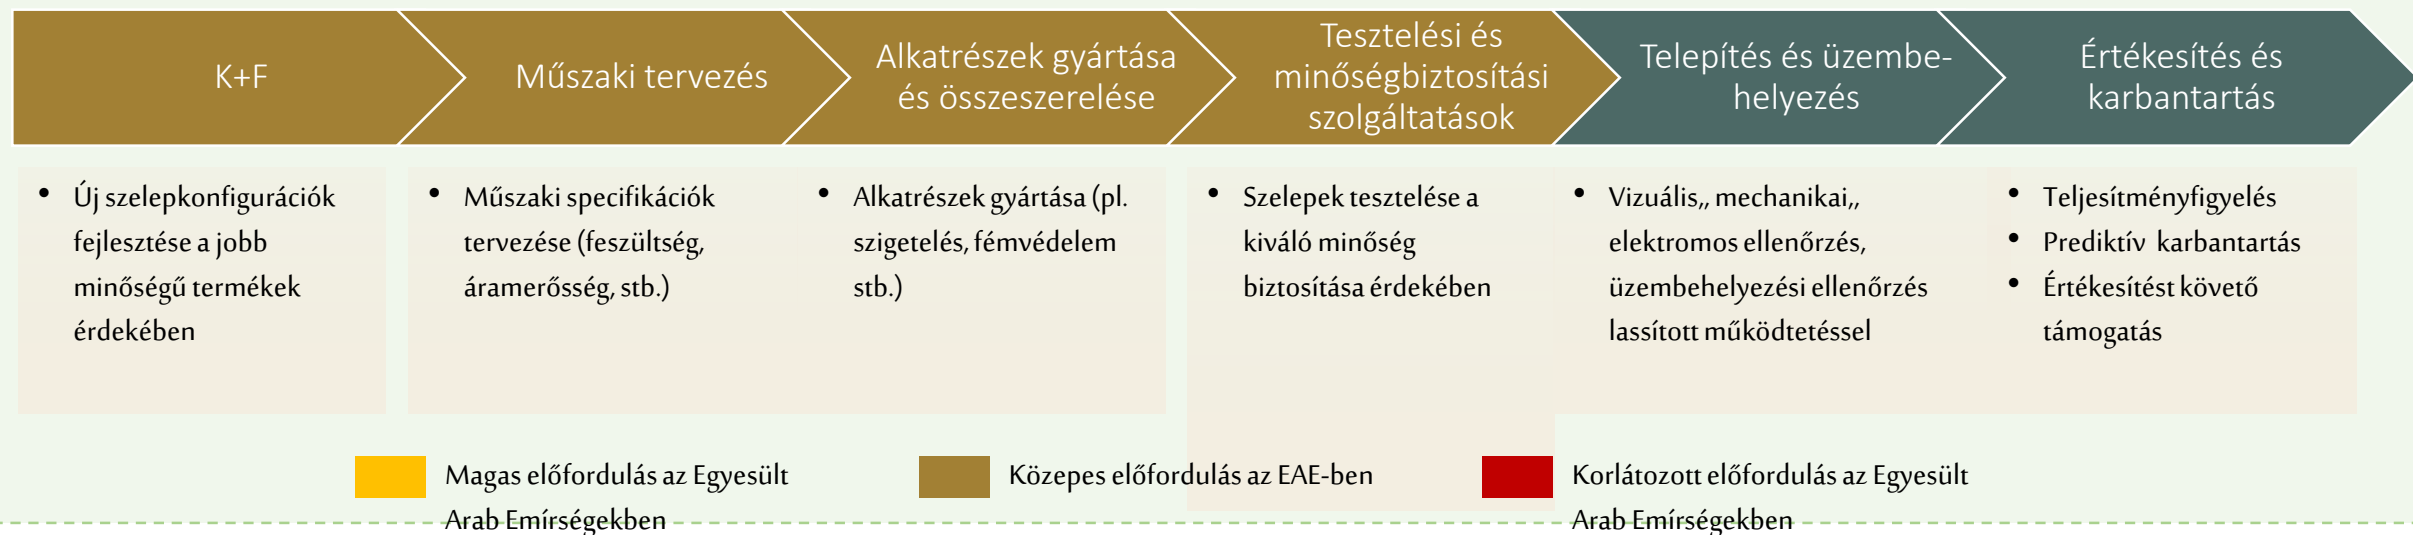 K+F
Műszaki tervezés
Alkatrészek gyártása
és összeszerelése
Tesztelési és
minőségbiztosítási
szolgáltatások
Telepítés és üzembe-
helyezés
Értékesítés és
karbantartás
• Új szelepkonfigurációk
fejlesztése a jobb
minőségű termékek
érdekében
• Műszaki specifikációk
tervezése (feszültség,
áramerősség, stb.)
• Alkatrészek gyártása (pl.
szigetelés, fémvédelem
stb.)
• Szelepek tesztelése a
kiváló minőség
biztosítása érdekében
• Vizuális,, mechanikai,,
elektromos ellenőrzés,
üzembehelyezési ellenőrzés
lassított működtetéssel
• Teljesítményfigyelés
• Prediktív karbantartás
• Értékesítést követő
támogatás
Magas előfordulás az Egyesült
Arab Emírségekben
Közepes előfordulás az EAE-ben
Korlátozott előfordulás az Egyesült
Arab Emírségekben